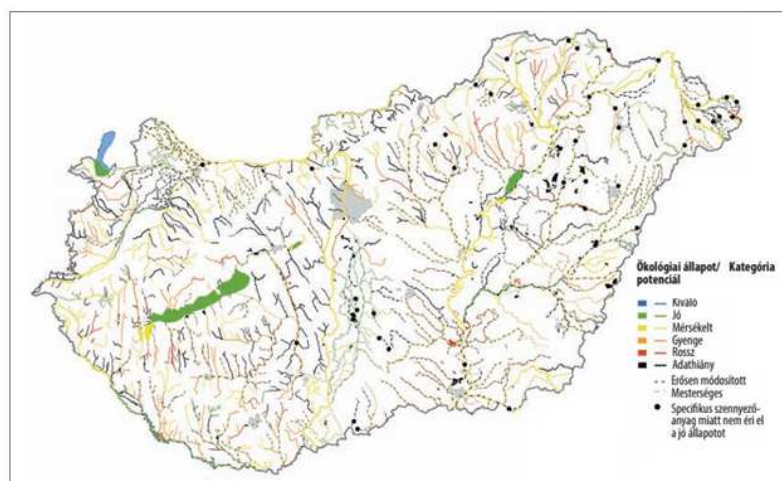 Ökológiai állapot/ Kategória
potenciál
Kiváló
Jó
Mérsékelt
Gyenge
Rossz
Adathiány
Erősen módosított
Mesterséges
Specifikus szennyező-
anyag miatt nem éri el
a jó állapotot